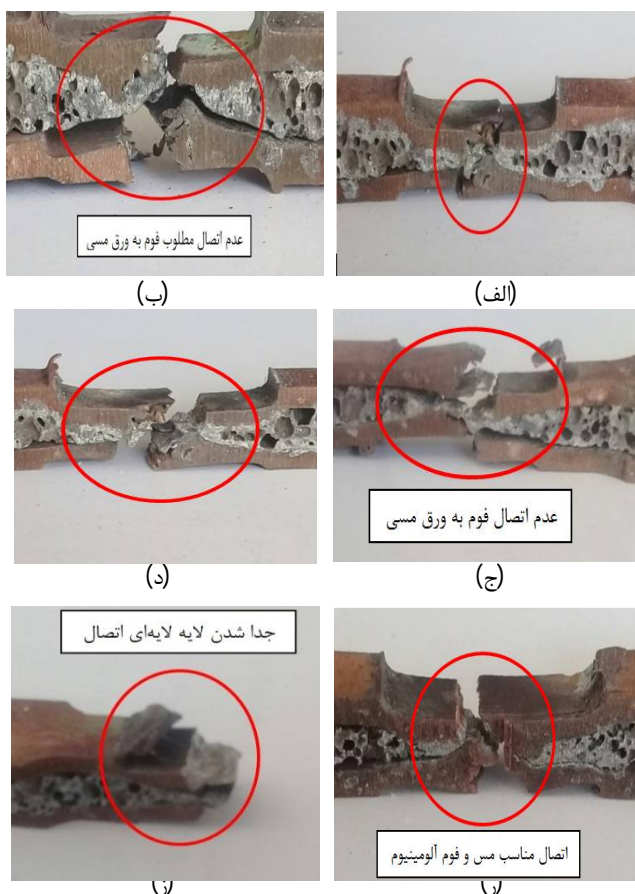 (الف)
عدم اتصال مطلوب فوم به ورق مسی
(ب)
عدم اتصال فوم به ورق مسی
(ج)
(د)
اتصال مناسب مس و فوم آلومینیوم
(ر)
جدا شدن لایه لایه‌ای اتصال
(ز)